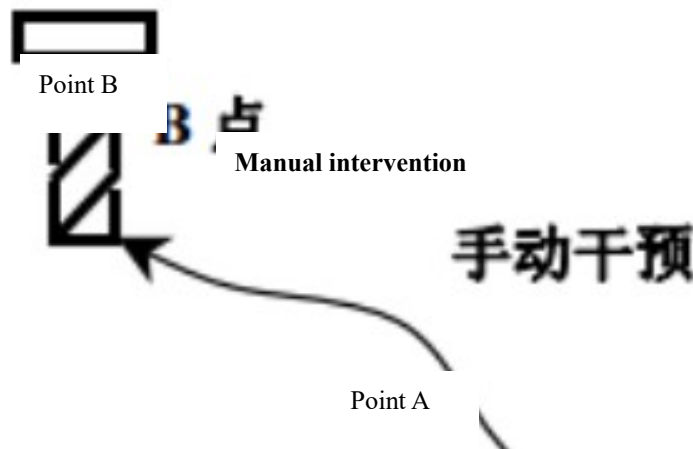 Point B
B 点
Manual intervention
手动干预
Point A